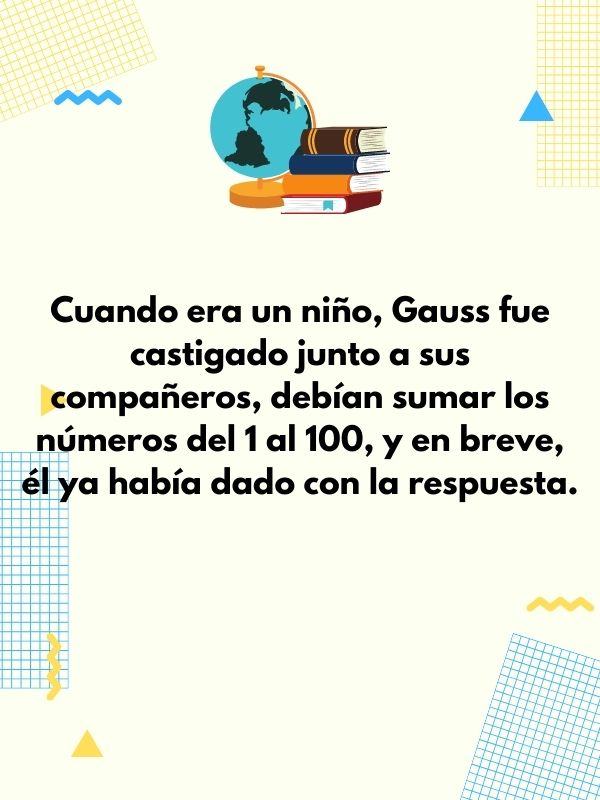 Cuando era un niño, Gauss fue
castigado junto a sus
compañeros, debían sumar los
números del 1 al 100, y en breve,
él ya había dado con la respuesta.